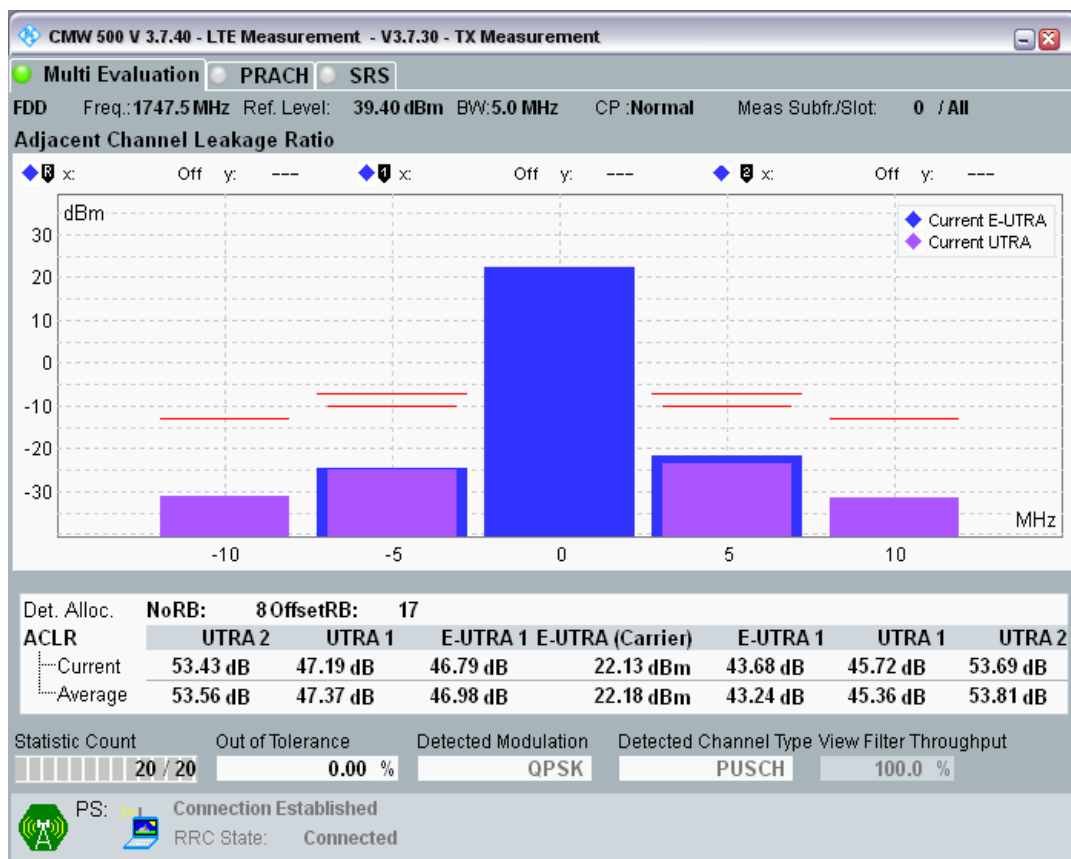 CMW 500 V 3.7.40 - LTE Measurement - V3.7.30 - TX Measurement
Multi Evaluation PRACH SRS
FDD Freq.: 1747.5 MHz Ref. Level: 39.40 dBm BW: 5.0 MHz CP : Normal Meas Subfr./Slot: 0 / All
Adjacent Channel Leakage Ratio
R x: Off y: --- 1 x: Off y: --- 2 x: Off y: ---
dBm
Current E-UTRA
Current UTRA
30
20
10
0
-10
-20
-30
MHz
-10 -5 0 5 10
Det. Alloc. NoRB: 8 OffsetRB: 17
ACLR UTRA 2 UTRA 1 E-UTRA 1 E-UTRA (Carrier) E-UTRA 1 UTRA 1 UTRA 2
Current 53.43 dB 47.19 dB 46.79 dB 22.13 dBm 43.68 dB 45.72 dB 53.69 dB
Average 53.56 dB 47.37 dB 46.98 dB 22.18 dBm 43.24 dB 45.36 dB 53.81 dB
Statistic Count Out of Tolerance Detected Modulation Detected Channel Type View Filter Throughput
20 / 20 0.00 % QPSK PUSCH 100.0 %
PS: Connection Established
RRC State: Connected